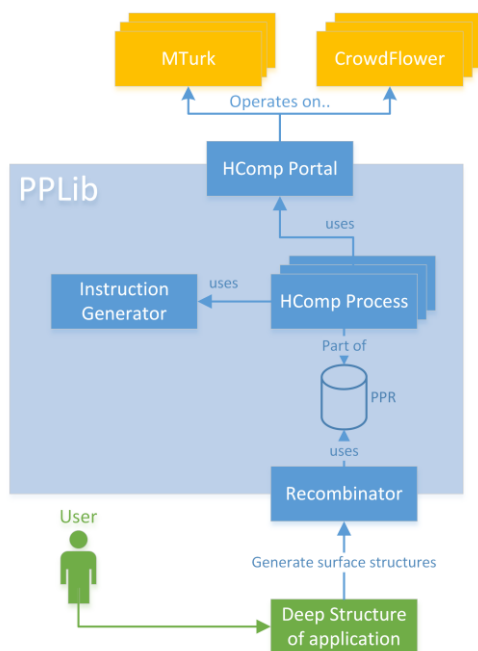 MTurk
CrowdFlower
Operates on..
HComp Portal
PPLib
uses
Instruction
Generator
uses
HComp Process
Part of
PPR
uses
Recombinator
User
Generate surface structures
Deep Structure
of application